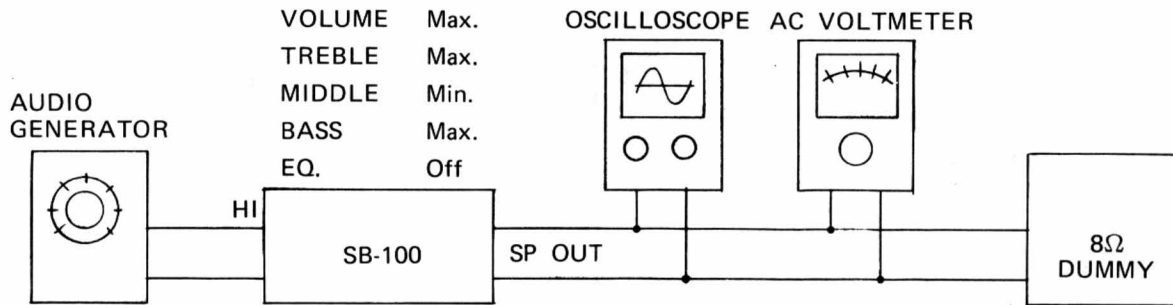 VOLUME Max.
TREBLE Max.
MIDDLE Min.
BASS Max.
EQ. Off
OSCILLOSCOPE
AC VOLTMETER
AUDIO
GENERATOR
HI
SB-100
SP OUT
8Ω
DUMMY